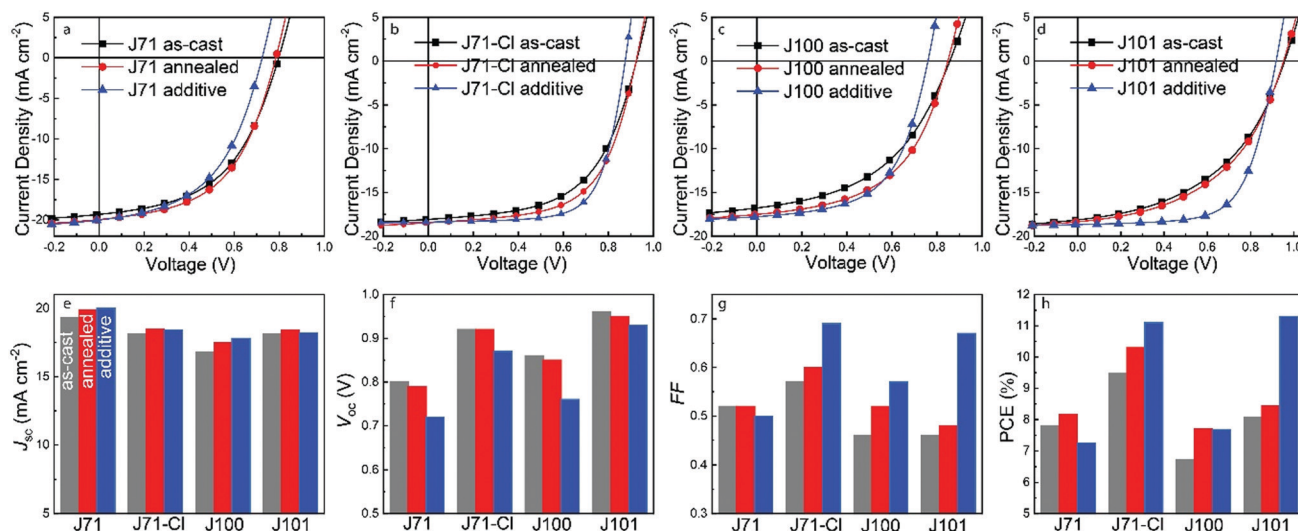 a
J71 as-cast
J71 annealed
J71 additive
5
0
-5
-10
-15
-20
-0.2 0.0 0.2 0.4 0.6 0.8 1.0
Voltage (V)
Current Density (mA cm-2)
b
J71-Cl as-cast
J71-Cl annealed
J71-Cl additive
5
0
-5
-10
-15
-20
-0.2 0.0 0.2 0.4 0.6 0.8 1.0
Voltage (V)
Current Density (mA cm-2)
c
J100 as-cast
J100 annealed
J100 additive
5
0
-5
-10
-15
-20
-0.2 0.0 0.2 0.4 0.6 0.8 1.0
Voltage (V)
Current Density (mA cm-2)
d
J101 as-cast
J101 annealed
J101 additive
5
0
-5
-10
-15
-20
-0.2 0.0 0.2 0.4 0.6 0.8 1.0
Voltage (V)
Current Density (mA cm-2)
e
as-cast
annealed
additive
20
15
10
5
J71 J71-Cl J100 J101
Jsc (mA cm-2)
f
1.0
0.9
0.8
0.7
0.6
0.5
J71 J71-Cl J100 J101
Voc (V)
g
0.7
0.6
0.5
0.4
0.3
J71 J71-Cl J100 J101
FF
h
12
11
10
9
8
7
6
5
J71 J71-Cl J100 J101
PCE (%)